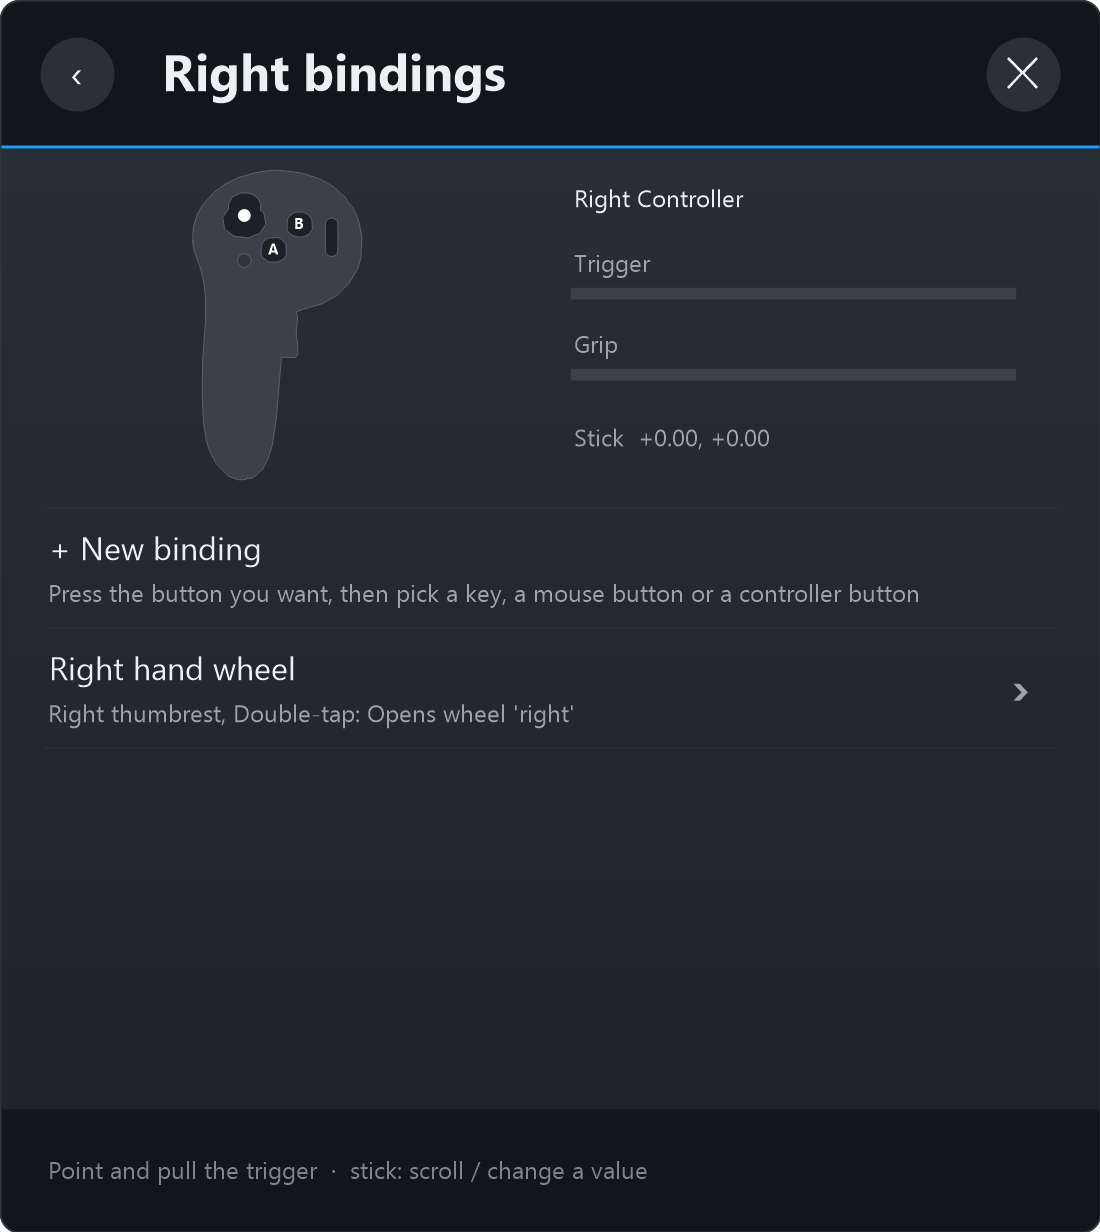 ‹ Right bindings
B
A
Right Controller
Trigger
Grip
Stick +0.00, +0.00
+ New binding
Press the button you want, then pick a key, a mouse button or a controller button
Right hand wheel
Right thumbrest, Double-tap: Opens wheel 'right'
Point and pull the trigger · stick: scroll / change a value